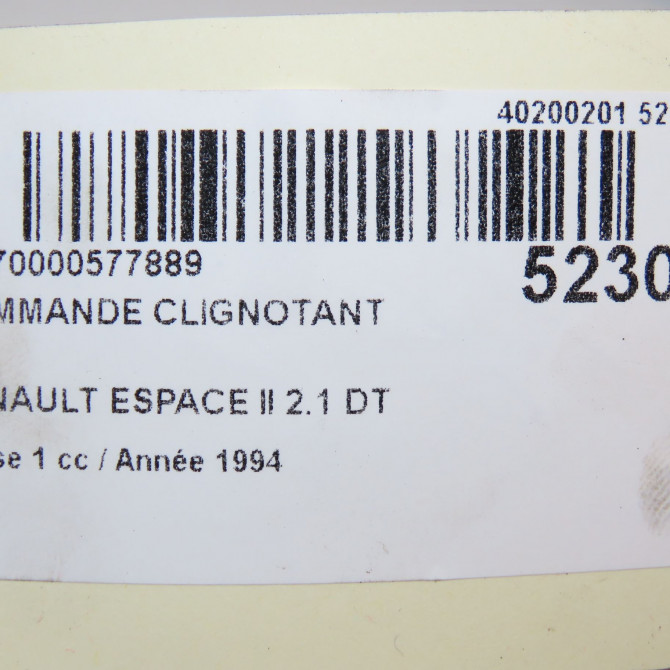 40200201 52
70000577889
5230
MMANDE CLIGNOTANT
NAULT ESPACE II 2.1 DT
se 1 cc / Année 1994